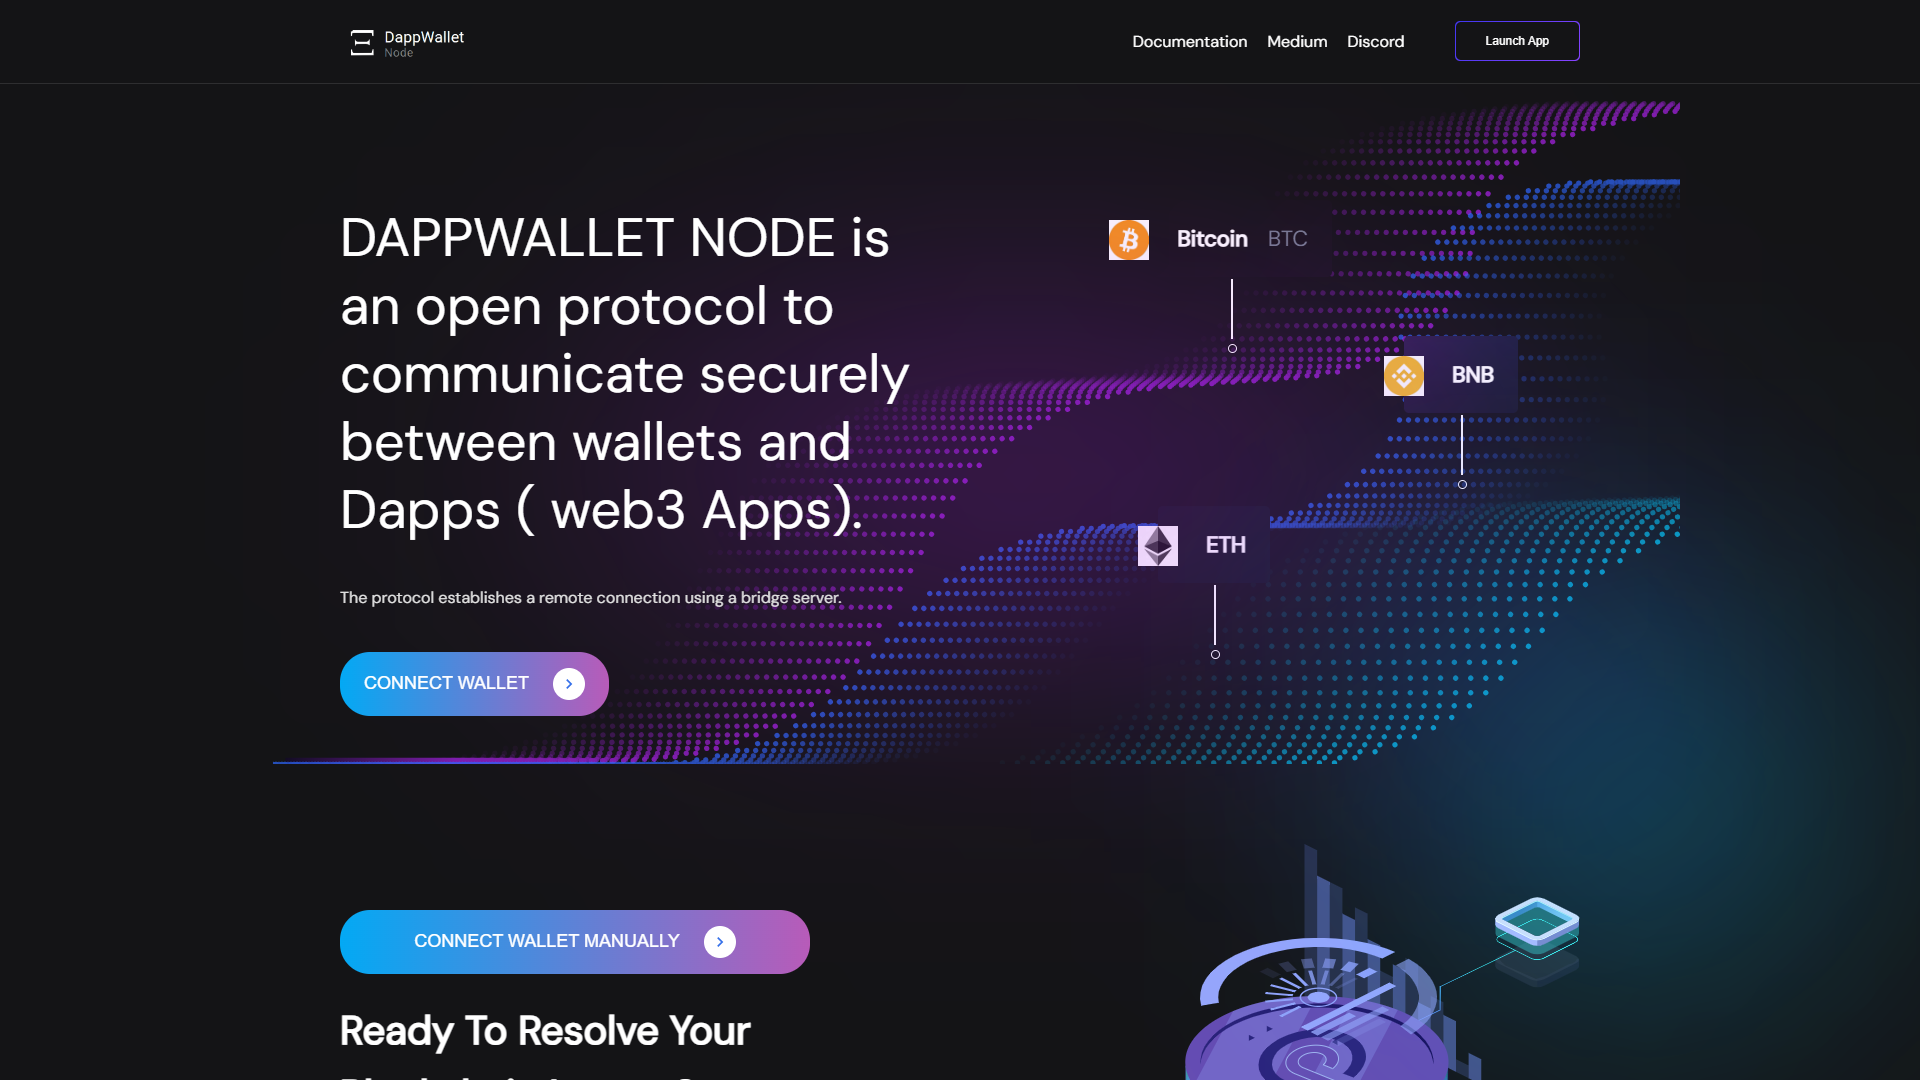 DappWallet
Node
Documentation Medium Discord Launch App
DAPPWALLET NODE is
an open protocol to
communicate securely
between wallets and
Dapps ( web3 Apps).
The protocol establishes a remote connection using a bridge server.
CONNECT WALLET
Bitcoin BTC
BNB
ETH
CONNECT WALLET MANUALLY
Ready To Resolve Your